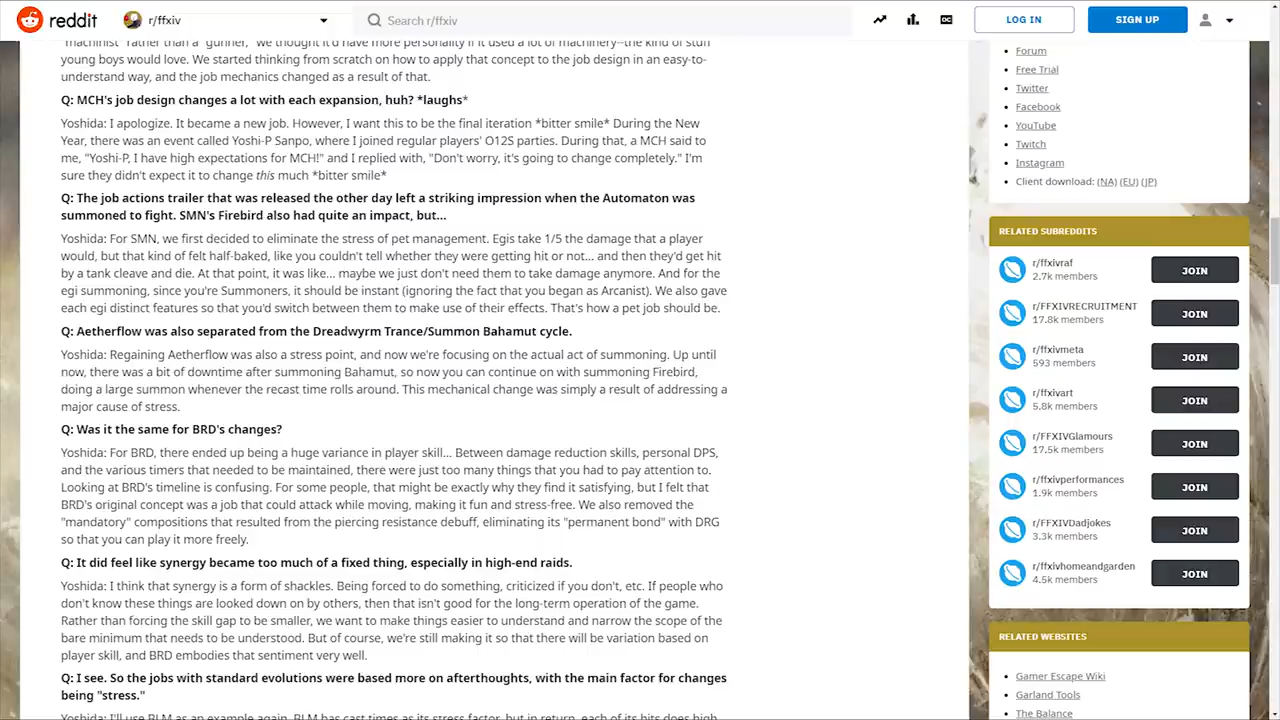 reddit
r/ffxiv
Search r/ffxiv
LOG IN
SIGN UP
"machinist" rather than a "gunner," we thought it'd have more personality if it used a lot of machinery--the kind of stuff
young boys would love. We started thinking from scratch on how to apply that concept to the job design in an easy-to-
understand way, and the job mechanics changed as a result of that.
Q: MCH's job design changes a lot with each expansion, huh? *laughs*
Yoshida: I apologize. It became a new job. However, I want this to be the final iteration *bitter smile* During the New
Year, there was an event called Yoshi-P Sanpo, where I joined regular players' O12S parties. During that, a MCH said to
me, "Yoshi-P, I have high expectations for MCH!" and I replied with, "Don't worry, it's going to change completely." I'm
sure they didn't expect it to change this much *bitter smile*
Q: The job actions trailer that was released the other day left a striking impression when the Automaton was
summoned to fight. SMN's Firebird also had quite an impact, but...
Yoshida: For SMN, we first decided to eliminate the stress of pet management. Egis take 1/5 the damage that a player
would, but that kind of felt half-baked, like you couldn't tell whether they were getting hit or not... and then they'd get hit
by a tank cleave and die. At that point, it was like... maybe we just don't need them to take damage anymore. And for the
egi summoning, since you're Summoners, it should be instant (ignoring the fact that you began as Arcanist). We also gave
each egi distinct features so that you'd switch between them to make use of their effects. That's how a pet job should be.
Q: Aetherflow was also separated from the Dreadwyrm Trance/Summon Bahamut cycle.
Yoshida: Regaining Aetherflow was also a stress point, and now we're focusing on the actual act of summoning. Up until
now, there was a bit of downtime after summoning Bahamut, so now you can continue on with summoning Firebird,
doing a large summon whenever the recast time rolls around. This mechanical change was simply a result of addressing a
major cause of stress.
Q: Was it the same for BRD's changes?
Yoshida: For BRD, there ended up being a huge variance in player skill... Between damage reduction skills, personal DPS,
and the various timers that needed to be maintained, there were just too many things that you had to pay attention to.
Looking at BRD's timeline is confusing. For some people, that might be exactly why they find it satisfying, but I felt that
BRD's original concept was a job that could attack while moving, making it fun and stress-free. We also removed the
"mandatory" compositions that resulted from the piercing resistance debuff, eliminating its "permanent bond" with DRG
so that you can play it more freely.
Q: It did feel like synergy became too much of a fixed thing, especially in high-end raids.
Yoshida: I think that synergy is a form of shackles. Being forced to do something, criticized if you don't, etc. If people who
don't know these things are looked down on by others, then that isn't good for the long-term operation of the game.
Rather than forcing the skill gap to be smaller, we want to make things easier to understand and narrow the scope of the
bare minimum that needs to be understood. But of course, we're still making it so that there will be variation based on
player skill, and BRD embodies that sentiment very well.
Q: I see. So the jobs with standard evolutions were based more on afterthoughts, with the main factor for changes
being "stress."
Yoshida: I'll use BLM as an example again. BLM has cast times as its stress factor, but in return, each of its hits does high
Forum
Free Trial
Twitter
Facebook
YouTube
Twitch
Instagram
Client download: (NA) (EU) (JP)
RELATED SUBREDDITS
r/ffxivraf
2.7k members
JOIN
r/FFXIVRECRUITMENT
17.8k members
JOIN
r/ffxivmeta
593 members
JOIN
r/ffxivart
5.8k members
JOIN
r/FFXIVGlamours
17.5k members
JOIN
r/ffxivperformances
1.9k members
JOIN
r/FFXIVDadjokes
3.3k members
JOIN
r/ffxivhomeandgarden
4.5k members
JOIN
RELATED WEBSITES
Gamer Escape Wiki
Garland Tools
The Balance